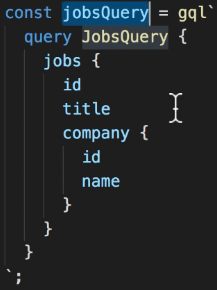 const jobsQuery = gql`
  query JobsQuery {
    jobs {
      id
      title
      company {
        id
        name
      }
    }
  }
`;